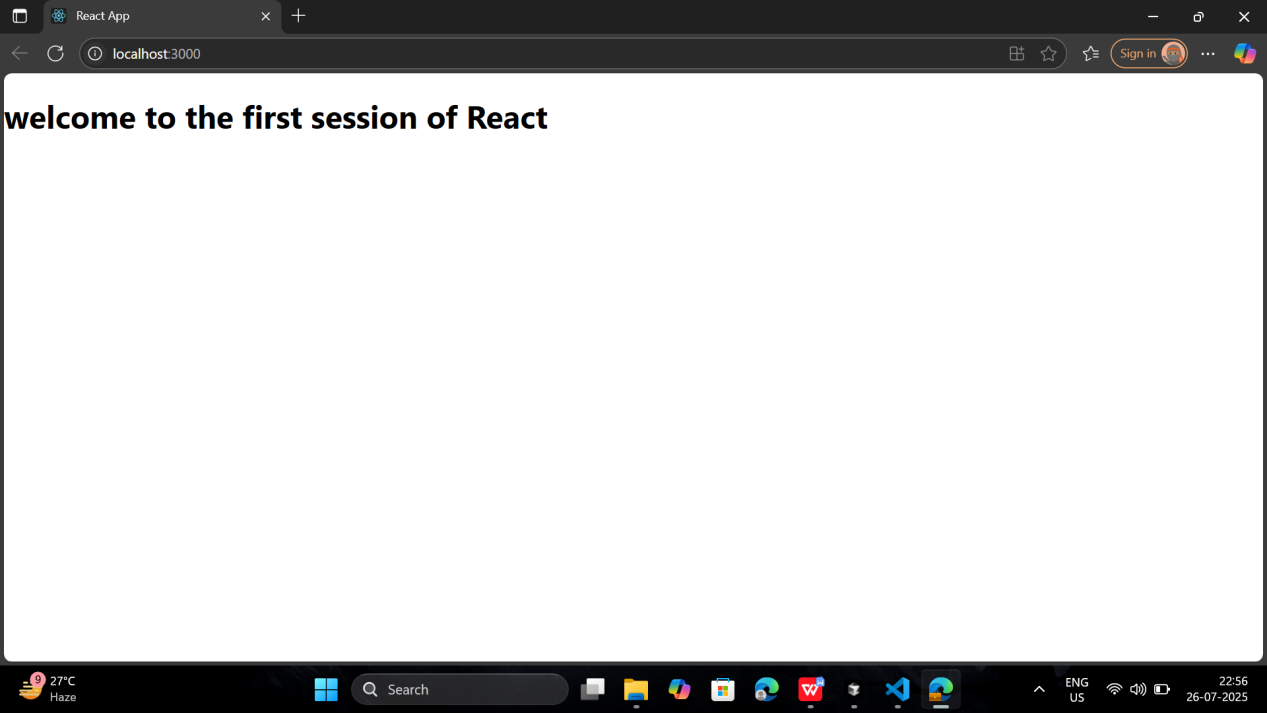 React App
localhost:3000
Sign in
welcome to the first session of React
9
27°C
Haze
Search
W
ENG
US
22:56
26-07-2025